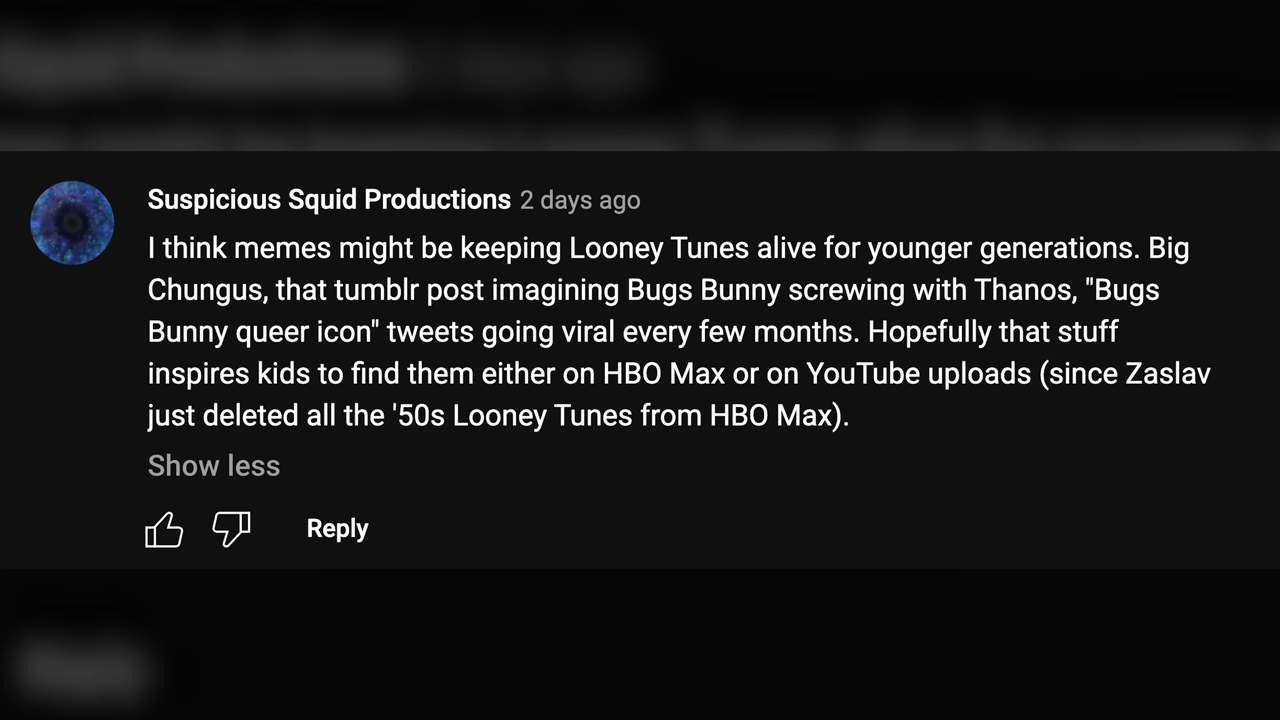 Suspicious Squid Productions 2 days ago
I think memes might be keeping Looney Tunes alive for younger generations. Big
Chungus, that tumblr post imagining Bugs Bunny screwing with Thanos, "Bugs
Bunny queer icon" tweets going viral every few months. Hopefully that stuff
inspires kids to find them either on HBO Max or on YouTube uploads (since Zaslav
just deleted all the '50s Looney Tunes from HBO Max).
Show less
Reply